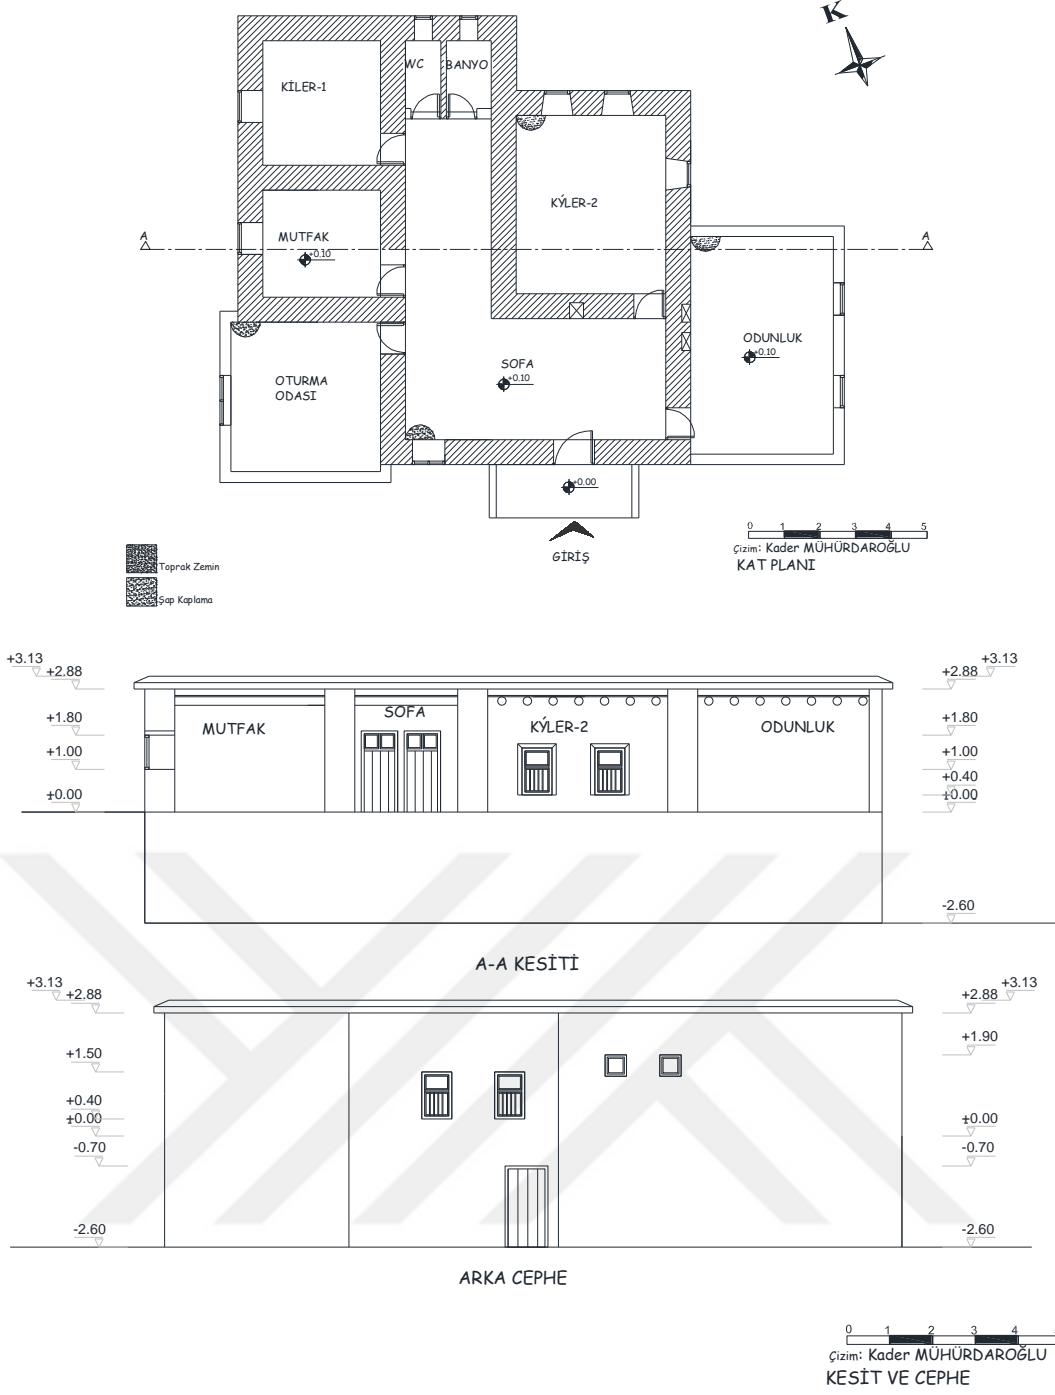 K
WC
BANYO
KİLER-1
KÝLER-2
A
A
MUTFAK
+0.10
ODUNLUK
+0.10
SOFA
+0.10
OTURMA
ODASI
+0.00
GİRİŞ
0 1 2 3 4 5
Çizim: Kader MÜHÜRDAROĞLU
KAT PLANI
Toprak Zemin
Şap Kaplama
+3.13
+2.88
+1.80
+1.00
+0.00
MUTFAK
SOFA
KÝLER-2
ODUNLUK
+3.13
+2.88
+1.80
+1.00
+0.40
+0.00
-2.60
A-A KESİTİ
+3.13
+2.88
+1.50
+0.40
+0.00
-0.70
-2.60
+3.13
+2.88
+1.90
+0.00
-0.70
-2.60
ARKA CEPHE
0 1 2 3 4
Çizim: Kader MÜHÜRDAROĞLU
KESİT VE CEPHE